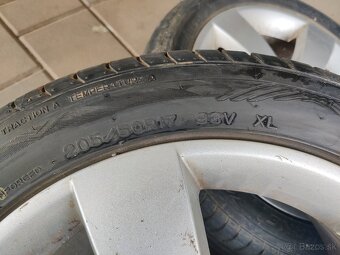 TRACTION A TEMPERATURE A
205/50R17 93V XL
Bazos.sk